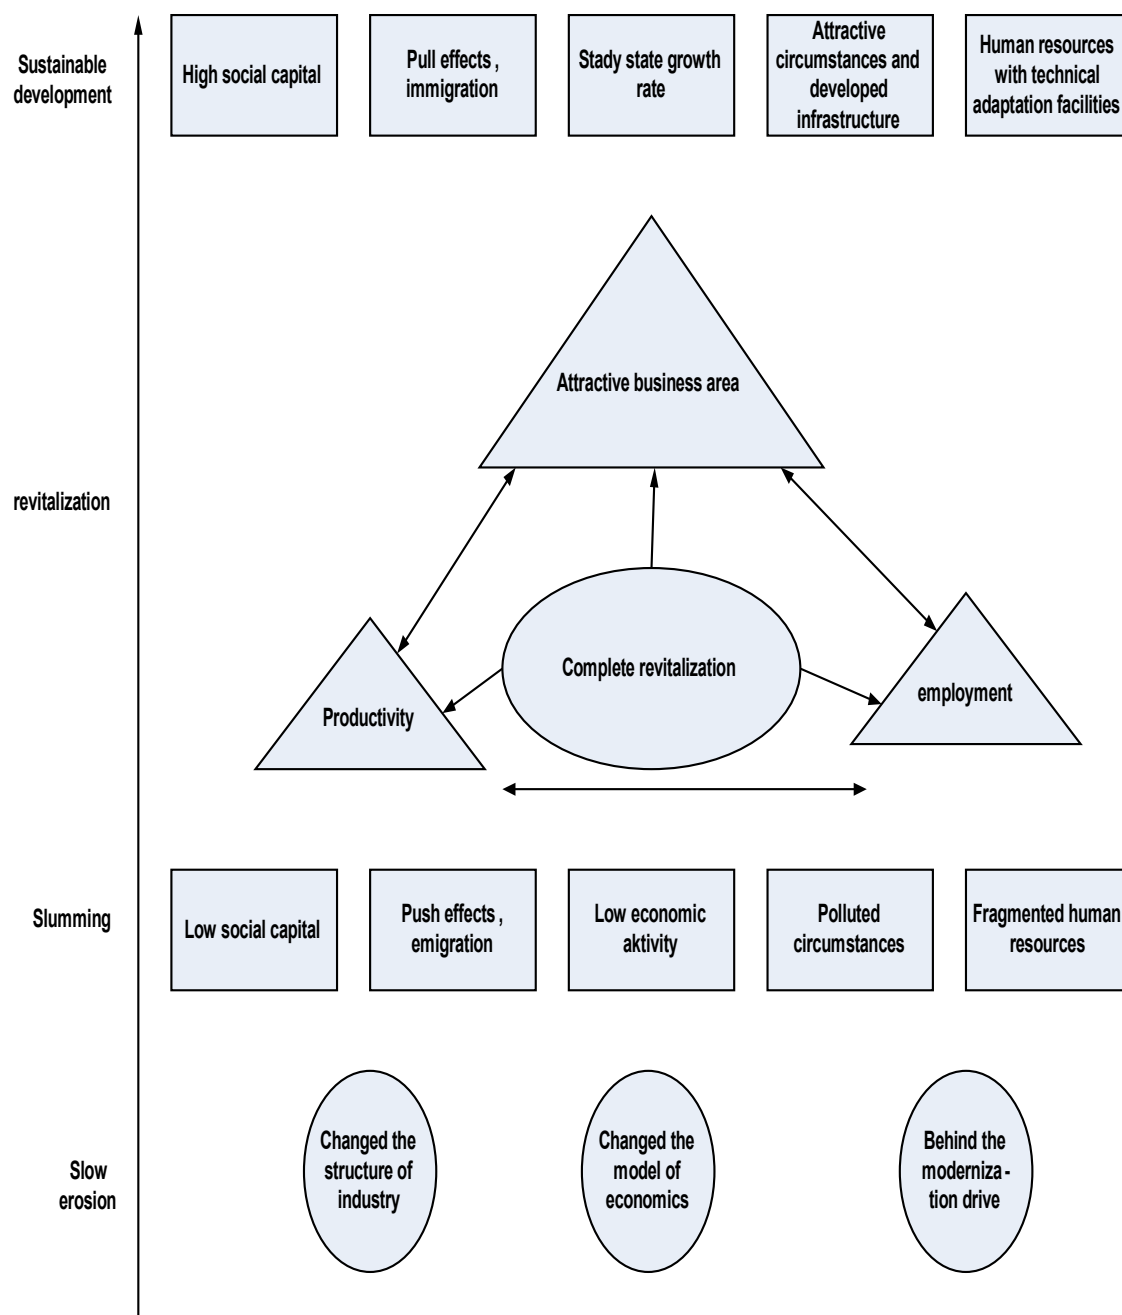 Sustainable
development
High social capital
Pull effects ,
immigration
Stady state growth
rate
Attractive
circumstances and
developed
infrastructure
Human resources
with technical
adaptation facilities
Attractive business area
revitalization
Complete revitalization
Productivity
employment
Slumming
Low social capital
Push effects ,
emigration
Low economic
aktivity
Polluted
circumstances
Fragmented human
resources
Slow
erosion
Changed the
structure of
industry
Changed the
model of
economics
Behind the
moderniza -
tion drive